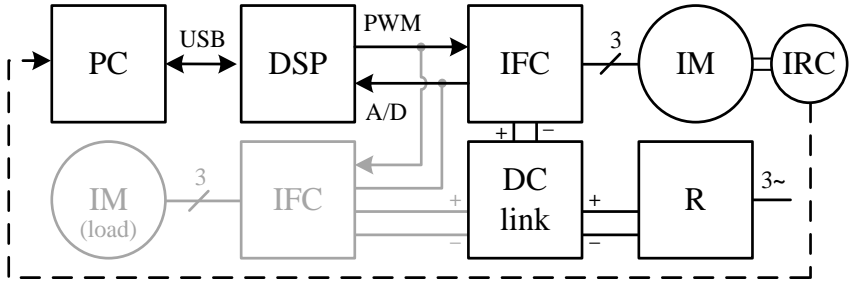 PC
USB
DSP
PWM
A/D
IFC
3
IM
IRC
+
−
IM
(load)
3
IFC
+
−
DC
link
+
−
R
3~